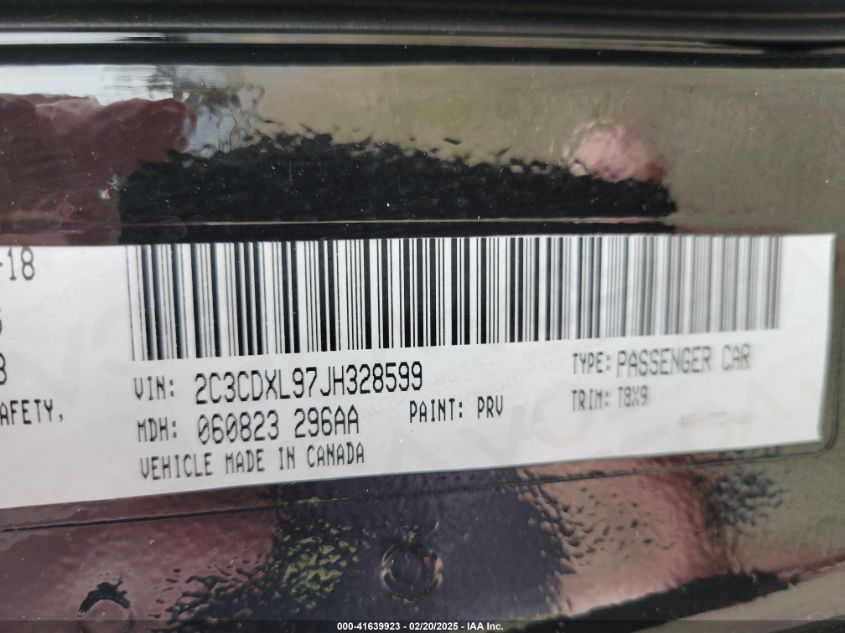 -18
VIN: 2C3CDXL97JH328599
TYPE: PASSENGER CAR
AFETY,
MDH: 060823 296AA
PAINT: PRV
TRIM: T8X9
VEHICLE MADE IN CANADA
000-41639923 - 02/20/2025 - IAA Inc.